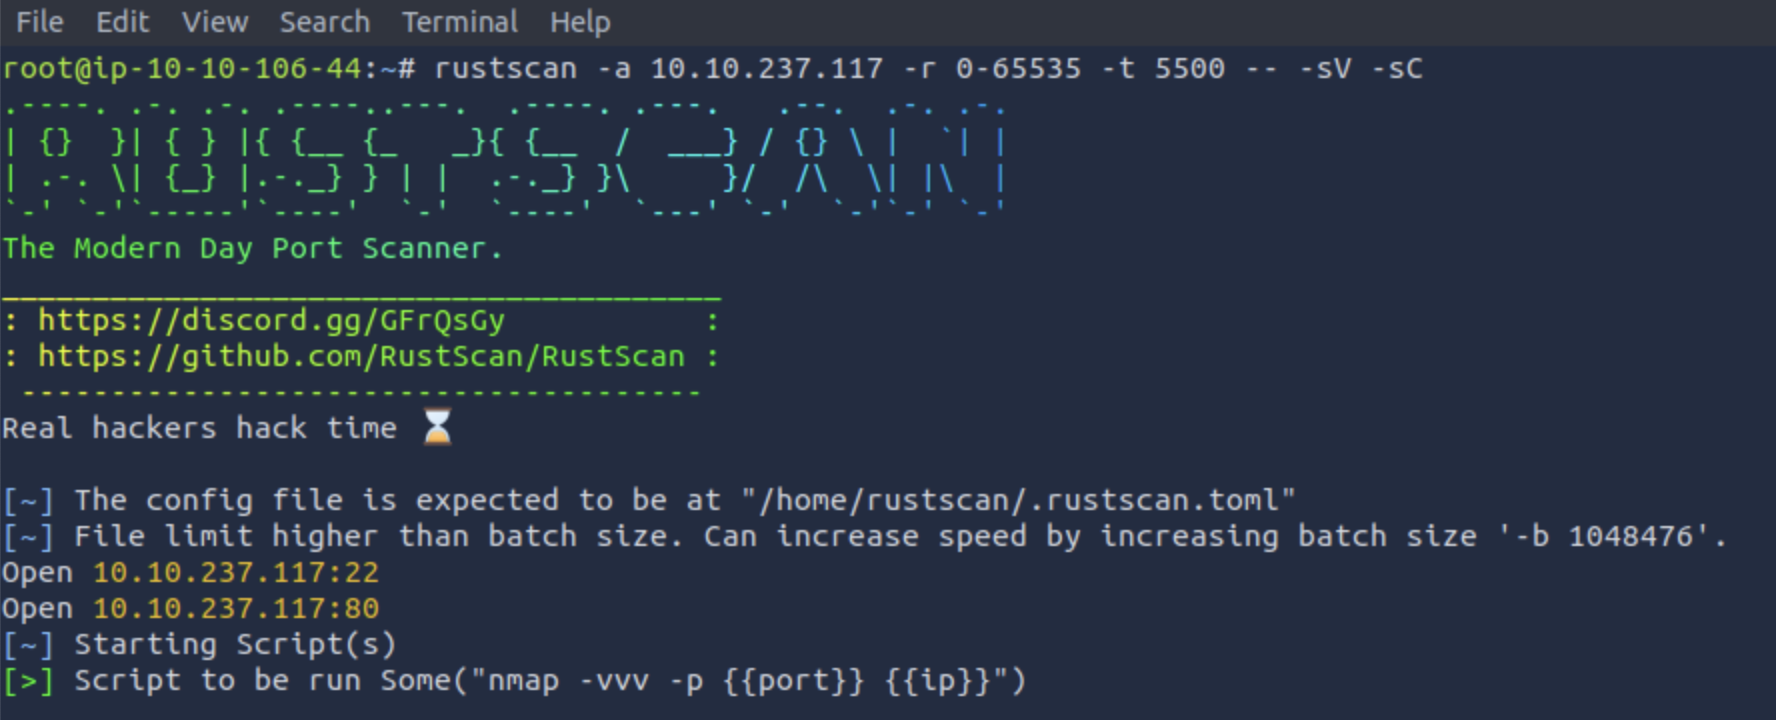 File Edit View Search Terminal Help
root@ip-10-10-106-44:~# rustscan -a 10.10.237.117 -r 0-65535 -t 5500 -- -sV -sC
.----. .-. .-. .----..---.  .----. .---.   .--.  .-. .-.
| {}  }| { } |{ {__ {_   _}{ {__  /  ___} / {} \ |  `| |
| .-. \| {_} |.-._} } | |  .-._} }\     }/  /\  \| |\  |
`-' `-'`-----'`----'  `-'  `----'  `---' `-'  `-'`-' `-'
The Modern Day Port Scanner.
________________________________________
: https://discord.gg/GFrQsGy           :
: https://github.com/RustScan/RustScan :
 --------------------------------------
Real hackers hack time ⌛
[~] The config file is expected to be at "/home/rustscan/.rustscan.toml"
[~] File limit higher than batch size. Can increase speed by increasing batch size '-b 1048476'.
Open 10.10.237.117:22
Open 10.10.237.117:80
[~] Starting Script(s)
[>] Script to be run Some("nmap -vvv -p {{port}} {{ip}}")